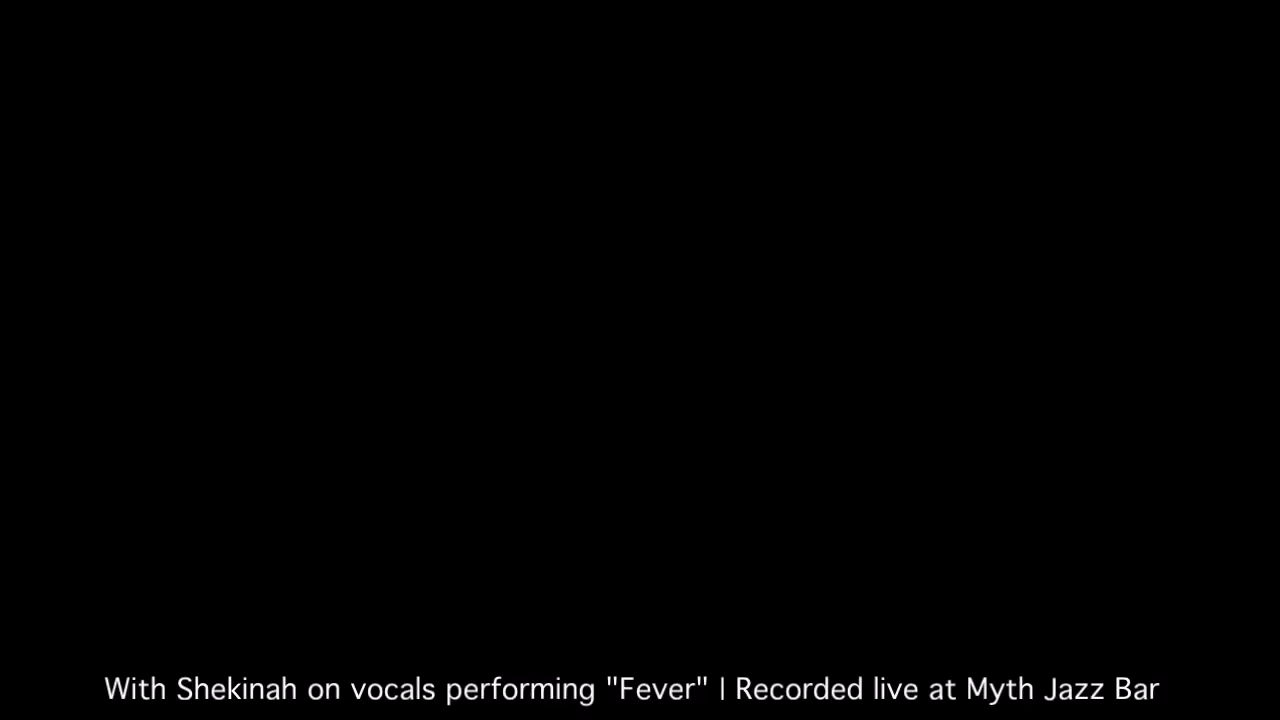 With Shekinah on vocals performing "Fever" | Recorded live at Myth Jazz Bar